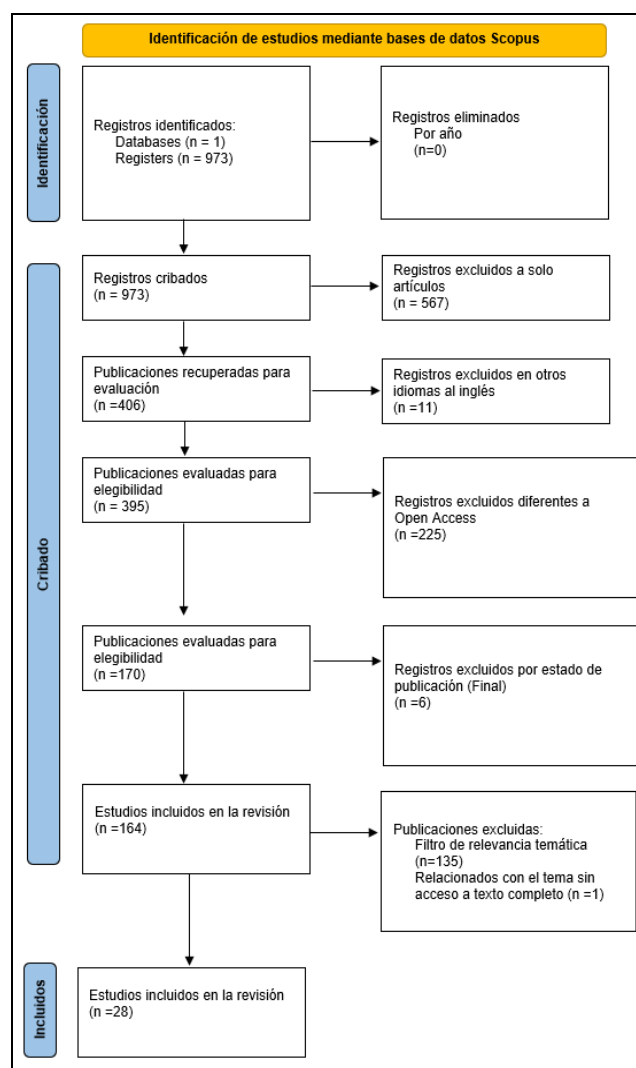 Identificación de estudios mediante bases de datos Scopus
Identificación
Registros identificados:
Databases (n = 1)
Registers (n = 973)
Registros eliminados
Por año
(n=0)
Cribado
Registros cribados
(n = 973)
Registros excluidos a solo
artículos
(n = 567)
Publicaciones recuperadas para
evaluación
(n =406)
Registros excluidos en otros
idiomas al inglés
(n =11)
Publicaciones evaluadas para
elegibilidad
(n = 395)
Registros excluidos diferentes a
Open Access
(n =225)
Publicaciones evaluadas para
elegibilidad
(n =170)
Registros excluidos por estado de
publicación (Final)
(n =6)
Estudios incluidos en la revisión
(n =164)
Publicaciones excluidas:
Filtro de relevancia temática
(n=135)
Relacionados con el tema sin
acceso a texto completo (n =1)
Incluidos
Estudios incluidos en la revisión
(n =28)